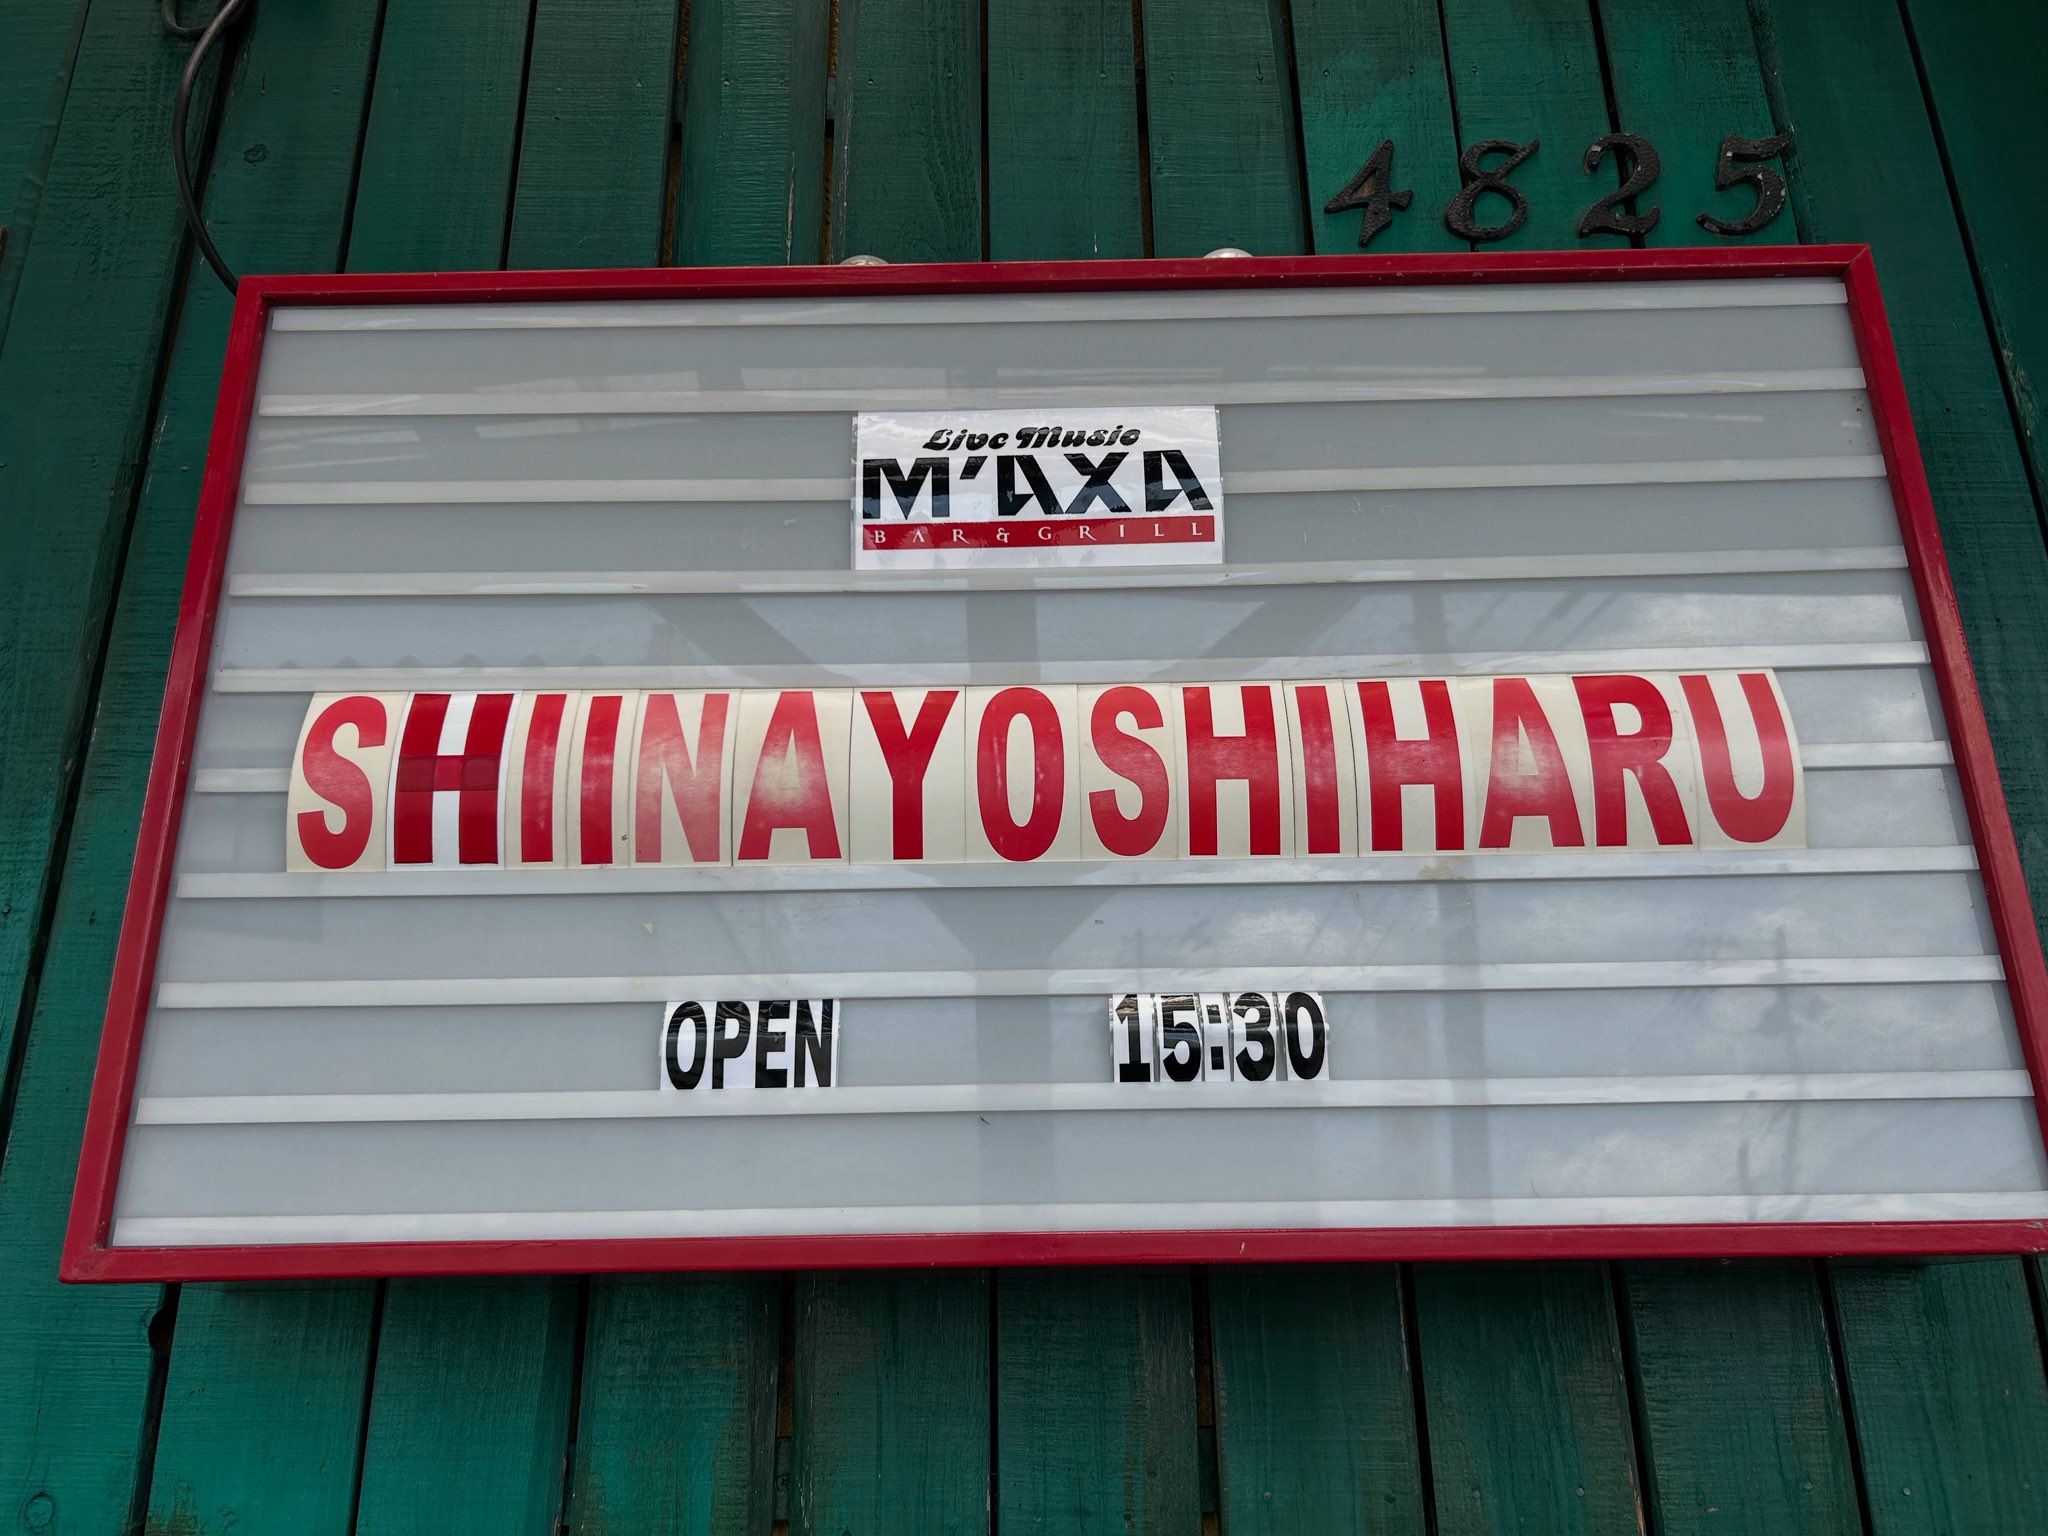 4825
Live Music
M'AXA
BAR & GRILL
SHIINAYOSHIHARU
OPEN 15:30